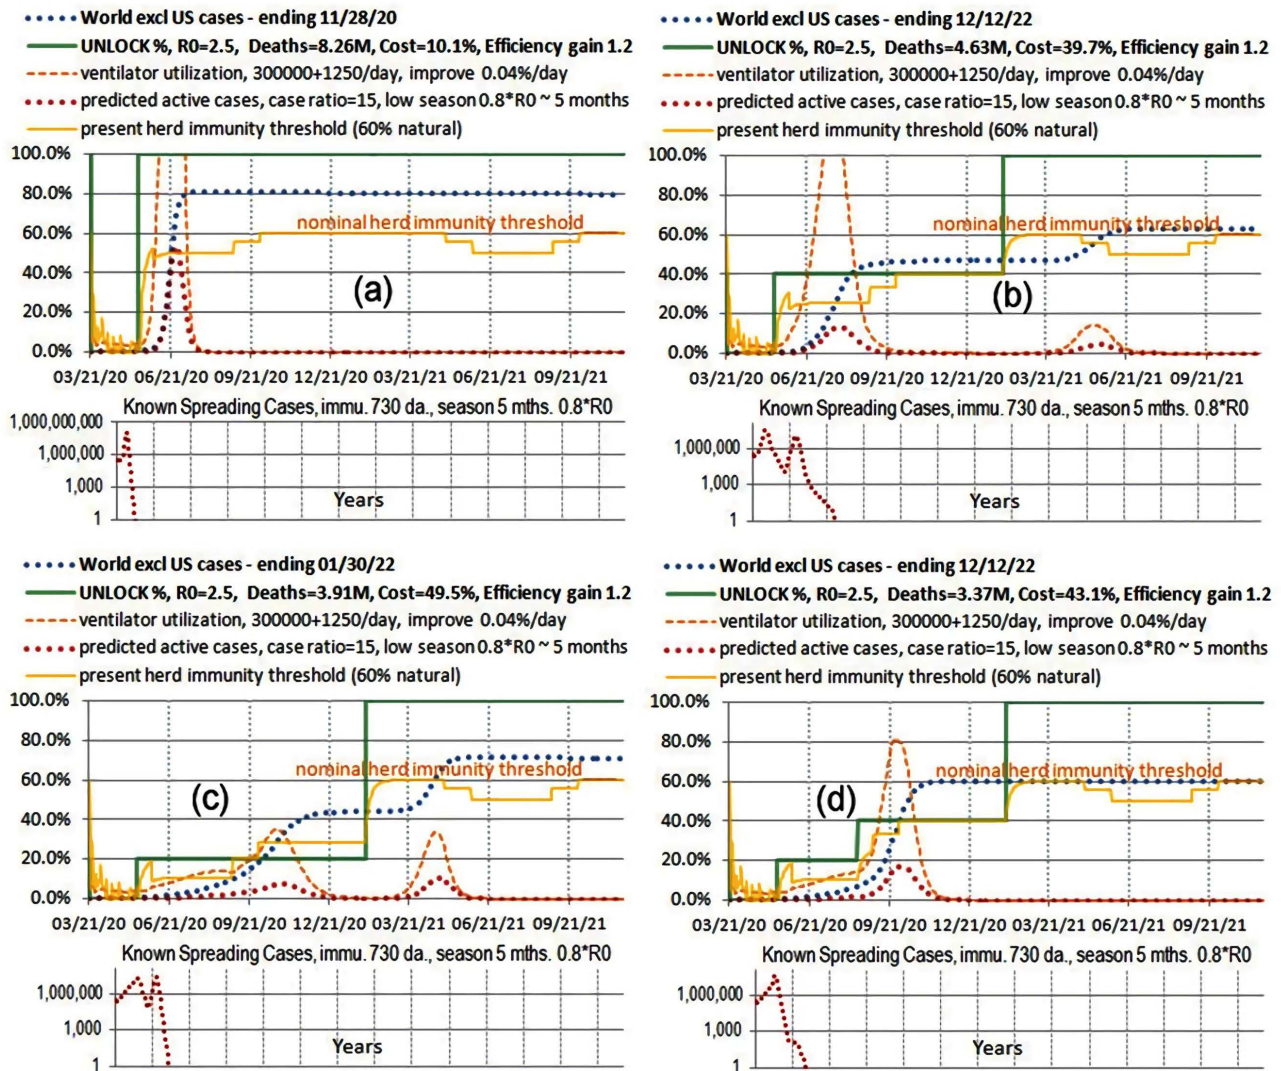 World excl US cases - ending 11/28/20
UNLOCK %, R0=2.5, Deaths=8.26M, Cost=10.1%, Efficiency gain 1.2
ventilator utilization, 300000+1250/day, improve 0.04%/day
predicted active cases, case ratio=15, low season 0.8*R0 ~ 5 months
present herd immunity threshold (60% natural)
100.0%
80.0%
nominal herd immunity threshold
60.0%
40.0%
(a)
20.0%
0.0%
03/21/20 06/21/20 09/21/20 12/21/20 03/21/21 06/21/21 09/21/21
Known Spreading Cases, immu. 730 da., season 5 mths. 0.8*R0
1,000,000,000
1,000,000
1,000
Years
1
World excl US cases - ending 12/12/22
UNLOCK %, R0=2.5, Deaths=4.63M, Cost=39.7%, Efficiency gain 1.2
ventilator utilization, 300000+1250/day, improve 0.04%/day
predicted active cases, case ratio=15, low season 0.8*R0 ~ 5 months
present herd immunity threshold (60% natural)
100.0%
80.0%
nominal herd immunity threshold
60.0%
40.0%
(b)
20.0%
0.0%
03/21/20 06/21/20 09/21/20 12/21/20 03/21/21 06/21/21 09/21/21
Known Spreading Cases, immu. 730 da., season 5 mths. 0.8*R0
1,000,000
1,000
Years
1
World excl US cases - ending 01/30/22
UNLOCK %, R0=2.5, Deaths=3.91M, Cost=49.5%, Efficiency gain 1.2
ventilator utilization, 300000+1250/day, improve 0.04%/day
predicted active cases, case ratio=15, low season 0.8*R0 ~ 5 months
present herd immunity threshold (60% natural)
100.0%
80.0%
nominal herd immunity threshold
60.0%
(c)
40.0%
20.0%
0.0%
03/21/20 06/21/20 09/21/20 12/21/20 03/21/21 06/21/21 09/21/21
Known Spreading Cases, immu. 730 da., season 5 mths. 0.8*R0
1,000,000
1,000
Years
1
World excl US cases - ending 12/12/22
UNLOCK %, R0=2.5, Deaths=3.37M, Cost=43.1%, Efficiency gain 1.2
ventilator utilization, 300000+1250/day, improve 0.04%/day
predicted active cases, case ratio=15, low season 0.8*R0 ~ 5 months
present herd immunity threshold (60% natural)
100.0%
80.0%
nominal herd immunity threshold
60.0%
(d)
40.0%
20.0%
0.0%
03/21/20 06/21/20 09/21/20 12/21/20 03/21/21 06/21/21 09/21/21
Known Spreading Cases, immu. 730 da., season 5 mths. 0.8*R0
1,000,000
1,000
Years
1